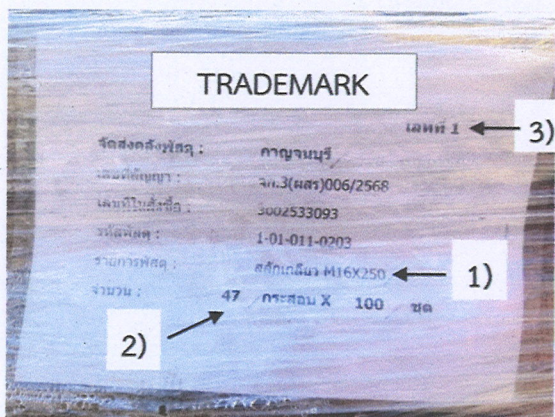 TRADEMARK
เลขที่ 1
3)
จัดส่งคลังพัสดุ : กาญจนบุรี
เลขที่สัญญา : จก.3(ผสร)006/2568
เลขที่ใบสั่งซื้อ : 3002533093
รหัสพัสดุ : 1-01-011-0203
รายการพัสดุ : สลักเกลียว M16X250
1)
จำนวน : 47 กระสอบ X 100 ชุด
2)